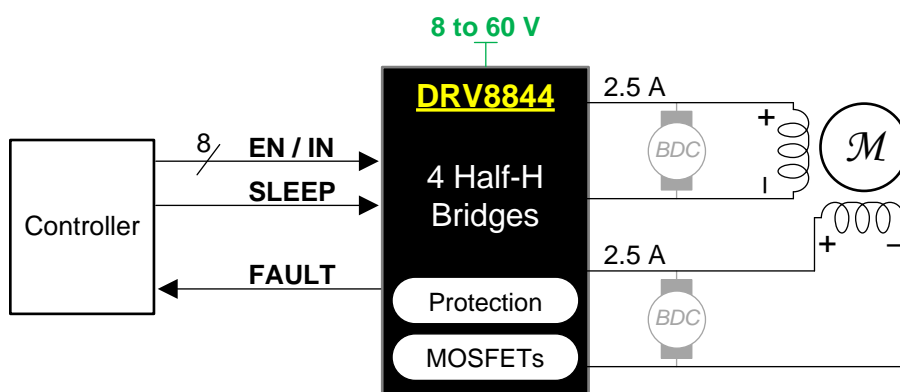 8 to 60 V
DRV8844
4 Half-H
Bridges
Protection
MOSFETs
Controller
8
EN / IN
SLEEP
FAULT
2.5 A
BDC
+
–
M
+
–
2.5 A
BDC